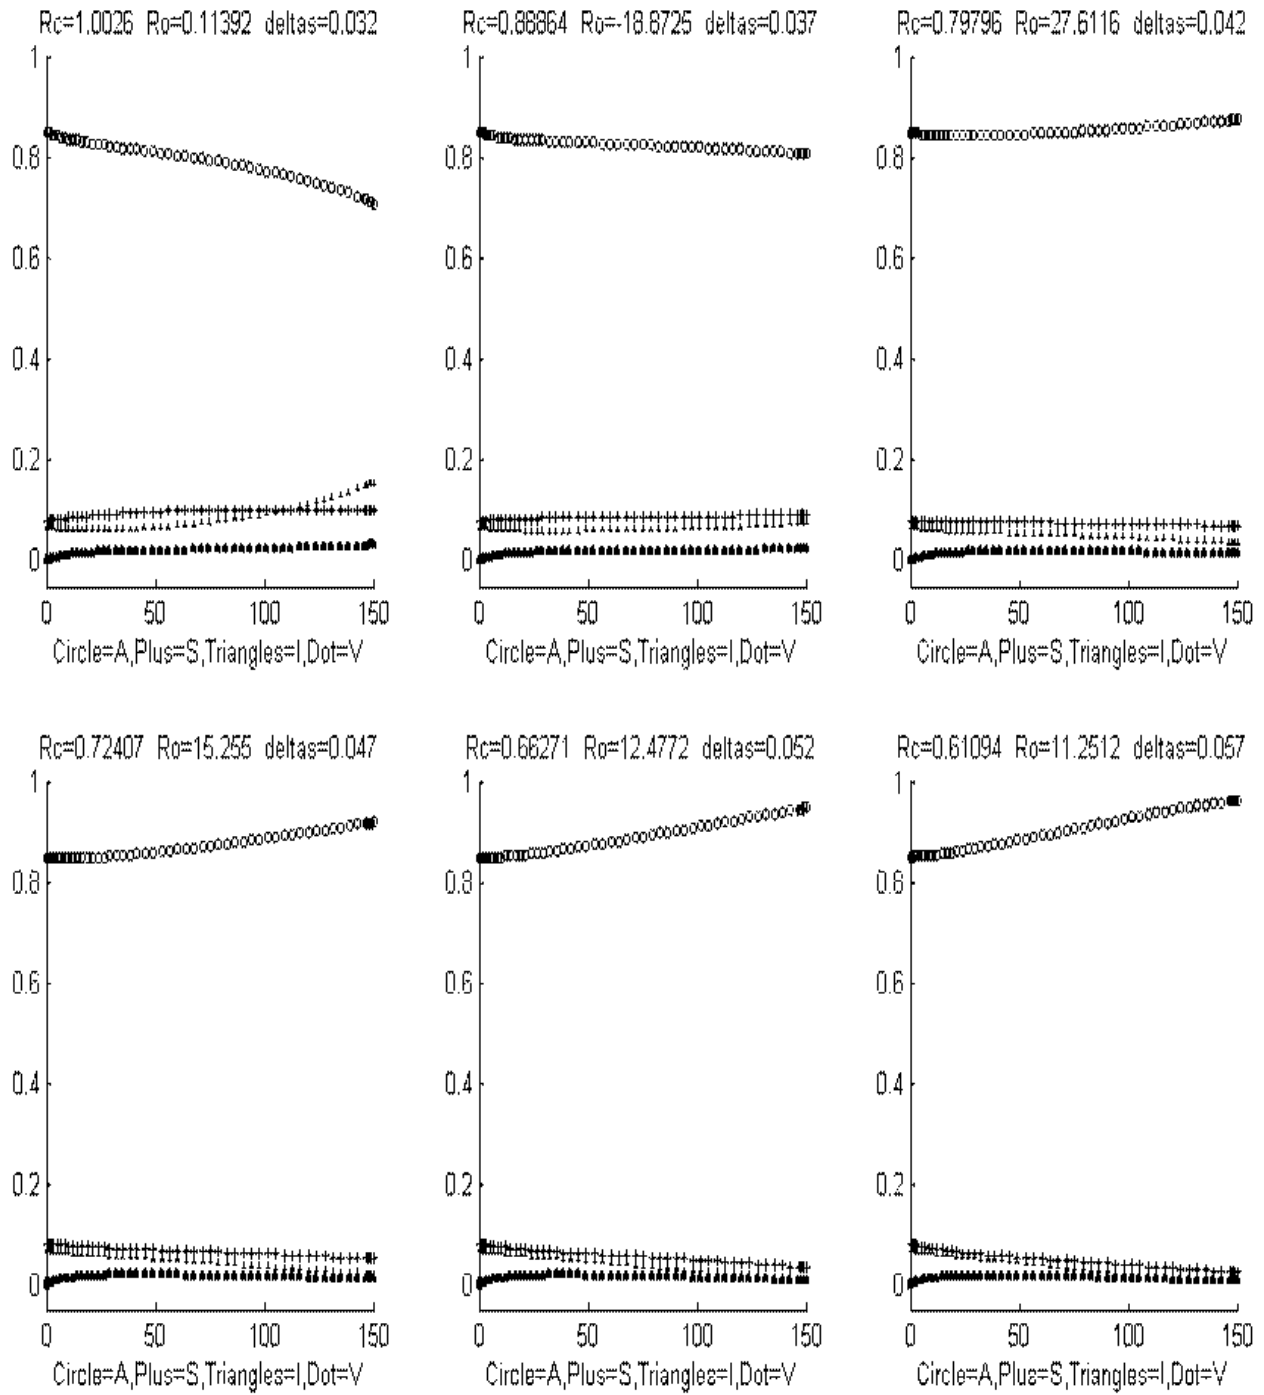 Rc=1.0026 Ro=0.11392 deltas=0.032
1
0.8
0.6
0.4
0.2
0
0 50 100 150
Circle=A,Plus=S,Triangles=I,Dot=V
Rc=0.88864 Ro=-18.8725 deltas=0.037
1
0.8
0.6
0.4
0.2
0
0 50 100 150
Circle=A,Plus=S,Triangles=I,Dot=V
Rc=0.79796 Ro=27.6116 deltas=0.042
1
0.8
0.6
0.4
0.2
0
0 50 100 150
Circle=A,Plus=S,Triangles=I,Dot=V
Rc=0.72407 Ro=15.255 deltas=0.047
1
0.8
0.6
0.4
0.2
0
0 50 100 150
Circle=A,Plus=S,Triangles=I,Dot=V
Rc=0.66271 Ro=12.4772 deltas=0.052
1
0.8
0.6
0.4
0.2
0
0 50 100 150
Circle=A,Plus=S,Triangles=I,Dot=V
Rc=0.61094 Ro=11.2512 deltas=0.057
1
0.8
0.6
0.4
0.2
0
0 50 100 150
Circle=A,Plus=S,Triangles=I,Dot=V